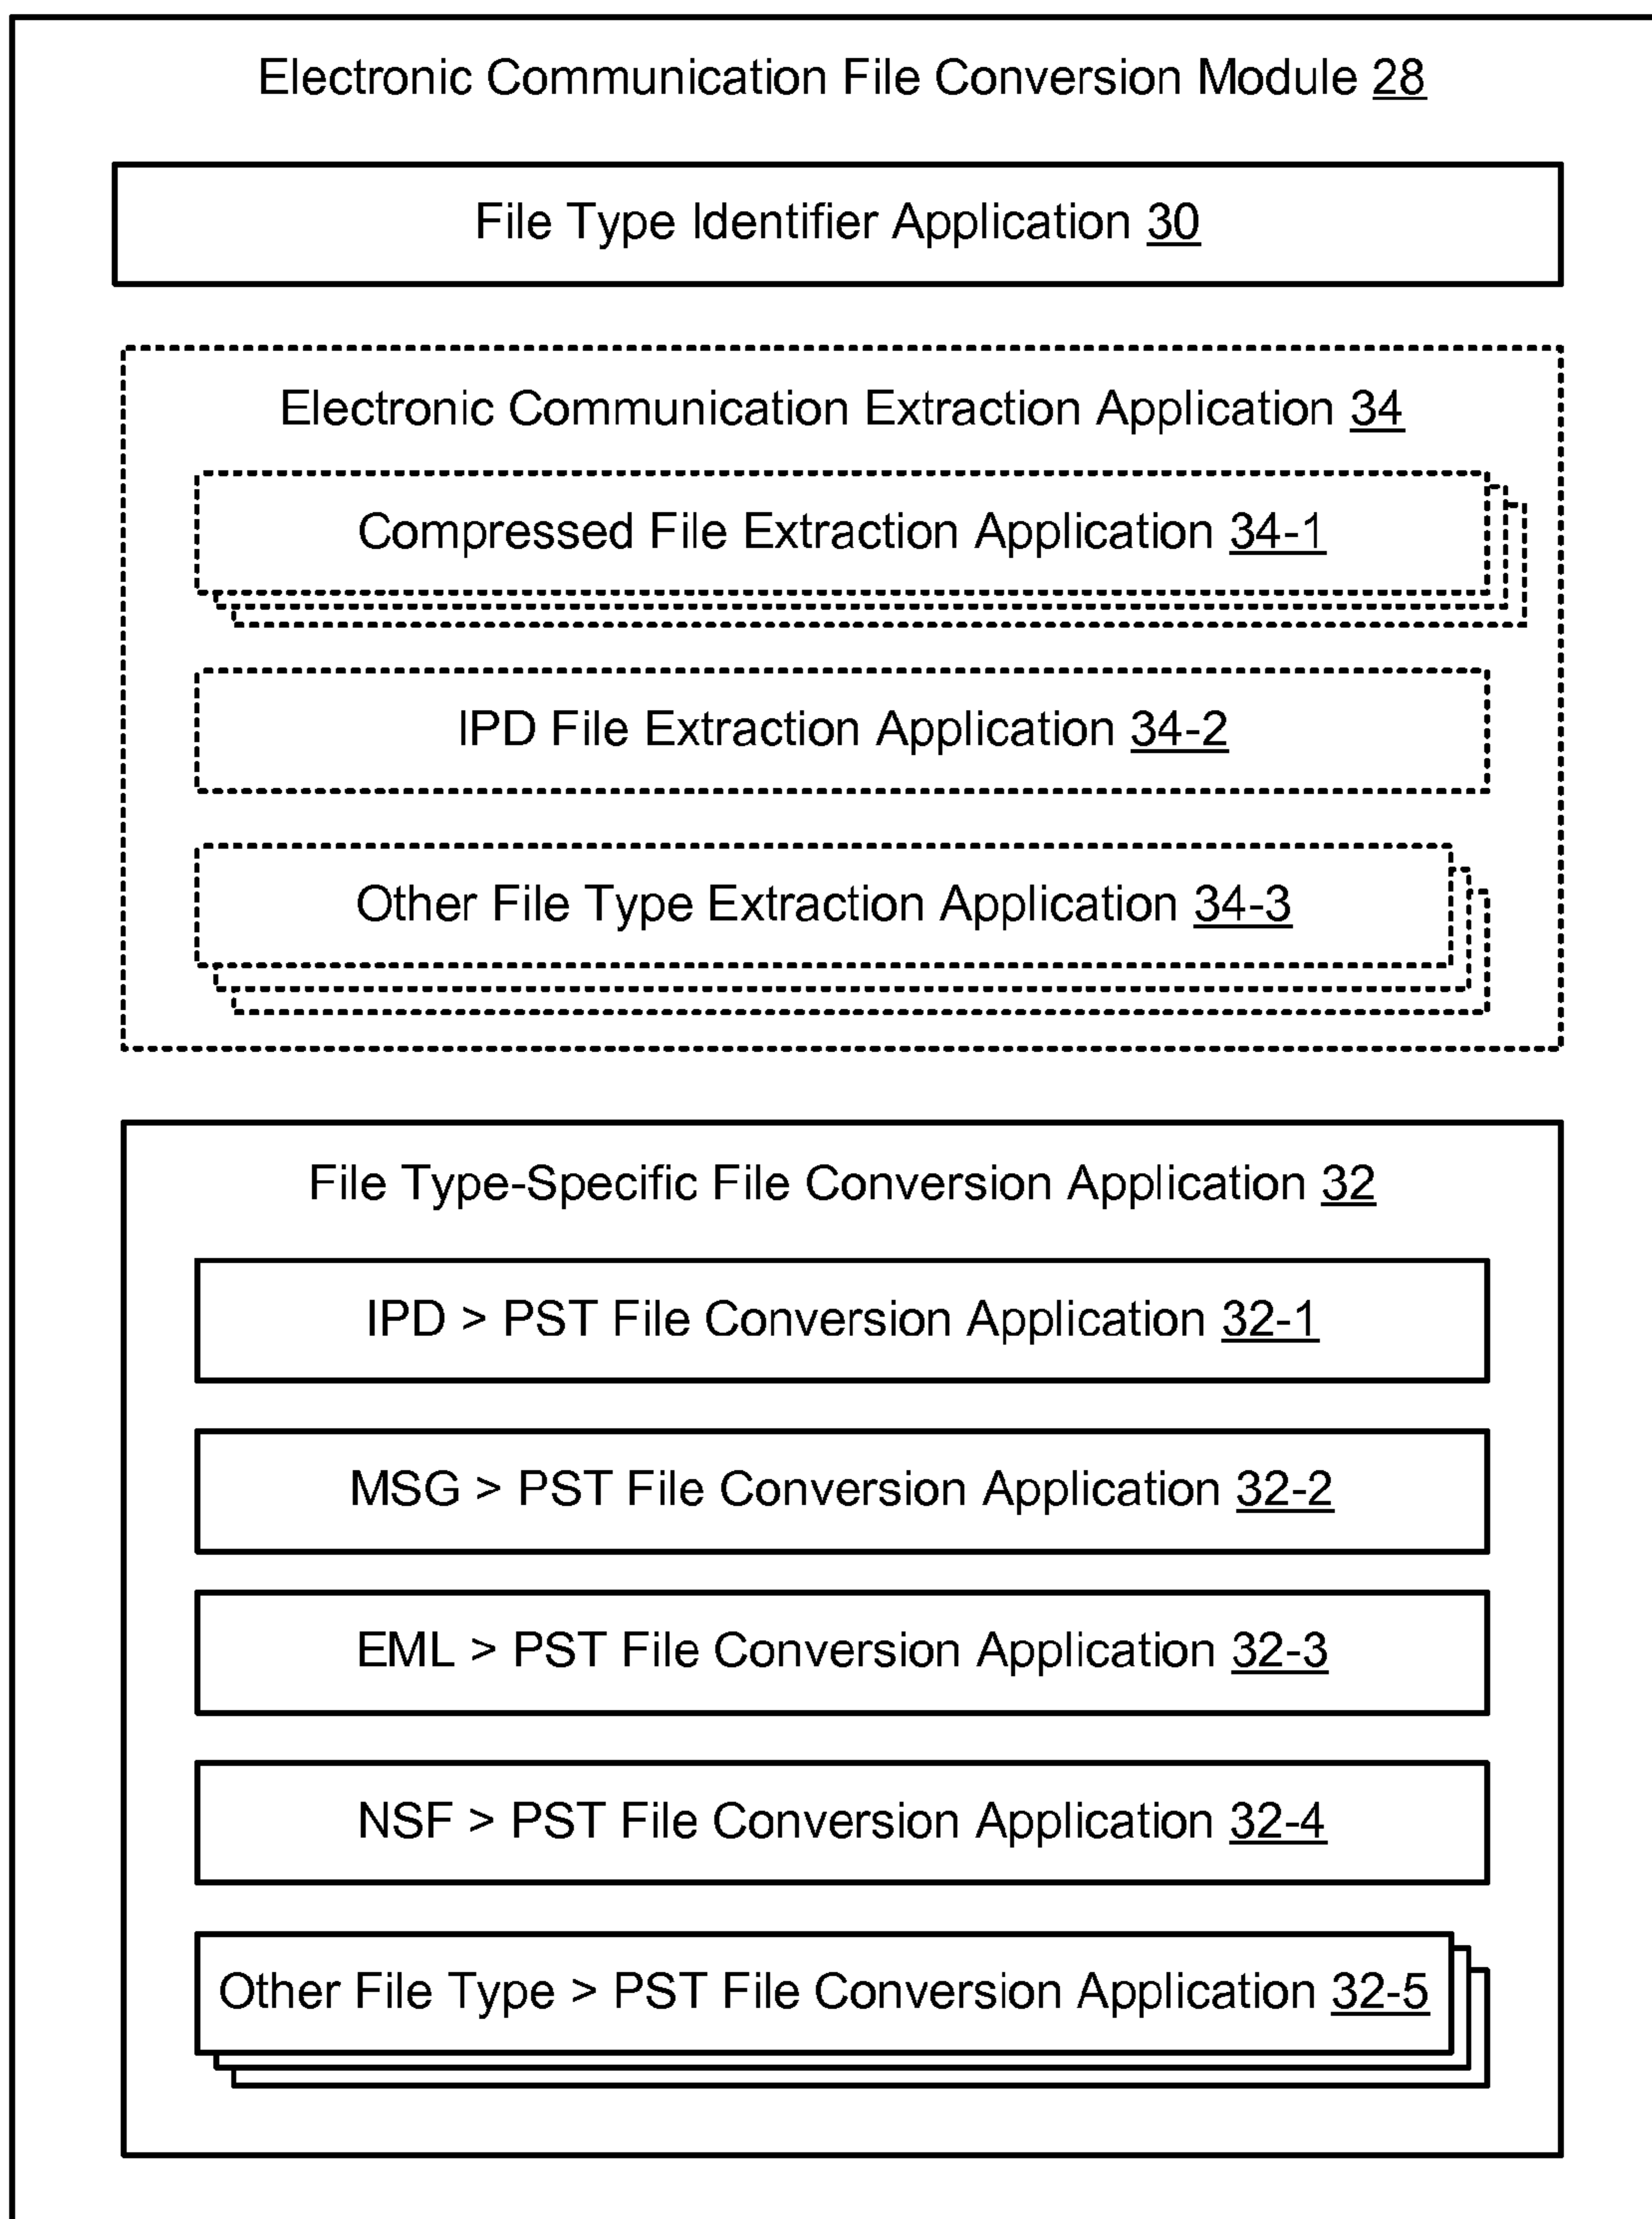 Electronic Communication File Conversion Module 28
File Type Identifier Application 30
Electronic Communication Extraction Application 34
Compressed File Extraction Application 34-1
IPD File Extraction Application 34-2
Other File Type Extraction Application 34-3
File Type-Specific File Conversion Application 32
IPD > PST File Conversion Application 32-1
MSG > PST File Conversion Application 32-2
EML > PST File Conversion Application 32-3
NSF > PST File Conversion Application 32-4
Other File Type > PST File Conversion Application 32-5